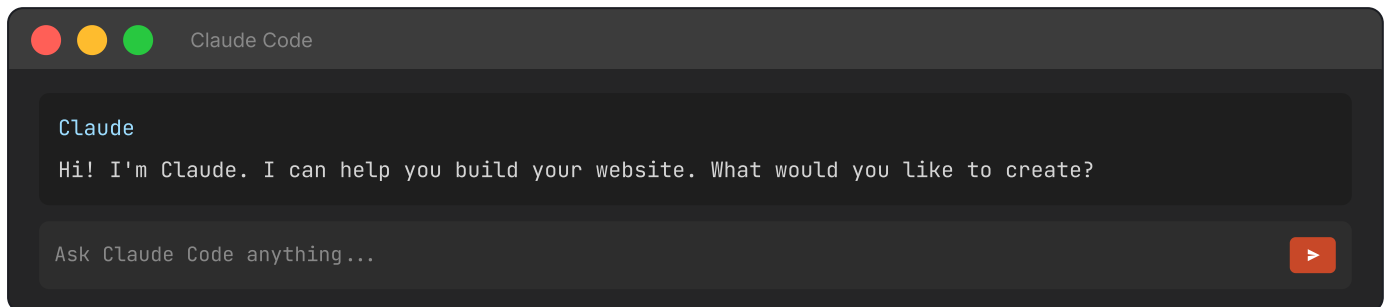 Claude Code
Claude
Hi! I'm Claude. I can help you build your website. What would you like to create?
Ask Claude Code anything...